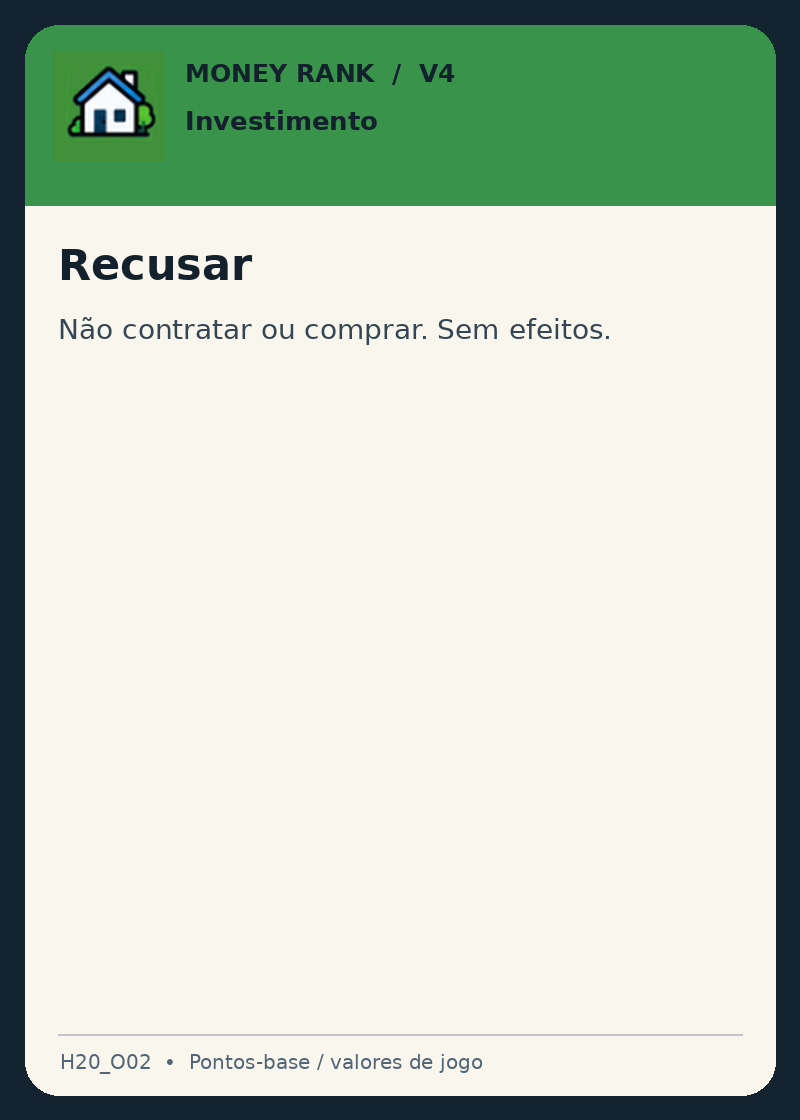 MONEY RANK / V4
Investimento
Recusar
Não contratar ou comprar. Sem efeitos.
H20_O02 • Pontos-base / valores de jogo